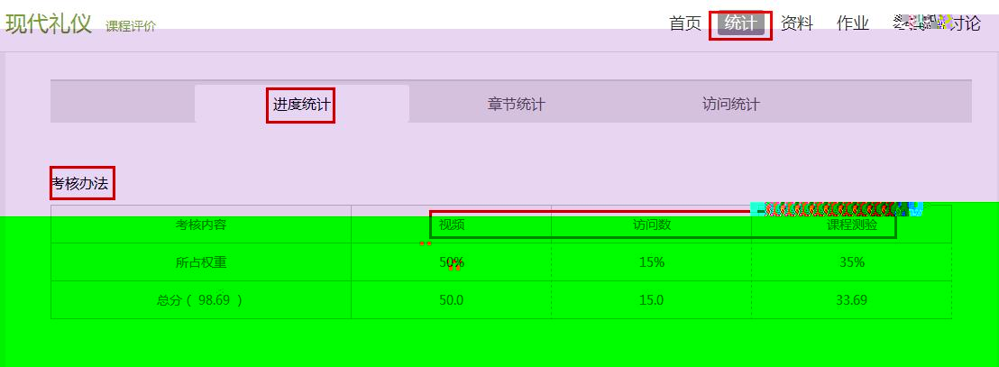 现代礼仪 课程评价 首页 统计 资料 作业 讨论
进度统计 章节统计 访问统计
考核办法
考核内容 视频 访问数 课程测验
所占权重 50% 15% 35%
总分 ( 98.69 ) 50.0 15.0 33.69